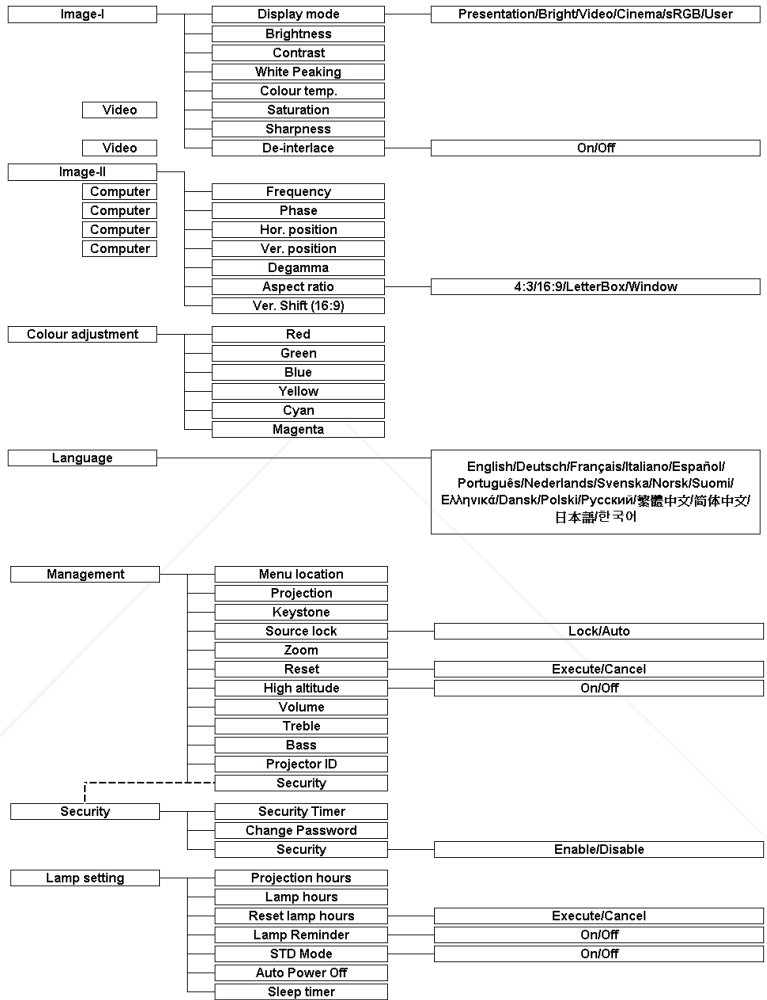 Image-I Display mode Presentation/Bright/Video/Cinema/sRGB/User
Brightness
Contrast
White Peaking
Colour temp.
Video Saturation
Sharpness
Video De-interlace On/Off
Image-II
Computer Frequency
Computer Phase
Computer Hor. position
Computer Ver. position
Degamma
Aspect ratio 4:3/16:9/LetterBox/Window
Ver. Shift (16:9)
Colour adjustment Red
Green
Blue
Yellow
Cyan
Magenta
Language
English/Deutsch/Français/Italiano/Español/
Português/Nederlands/Svenska/Norsk/Suomi/
Ελληνικά/Dansk/Polski/Русский/繁體中文/简体中文/
日本語/한국어
Management Menu location
Projection
Keystone
Source lock Lock/Auto
Zoom
Reset Execute/Cancel
High altitude On/Off
Volume
Treble
Bass
Projector ID
Security
Security Security Timer
Change Password
Security Enable/Disable
Lamp setting Projection hours
Lamp hours
Reset lamp hours Execute/Cancel
Lamp Reminder On/Off
STD Mode On/Off
Auto Power Off
Sleep timer